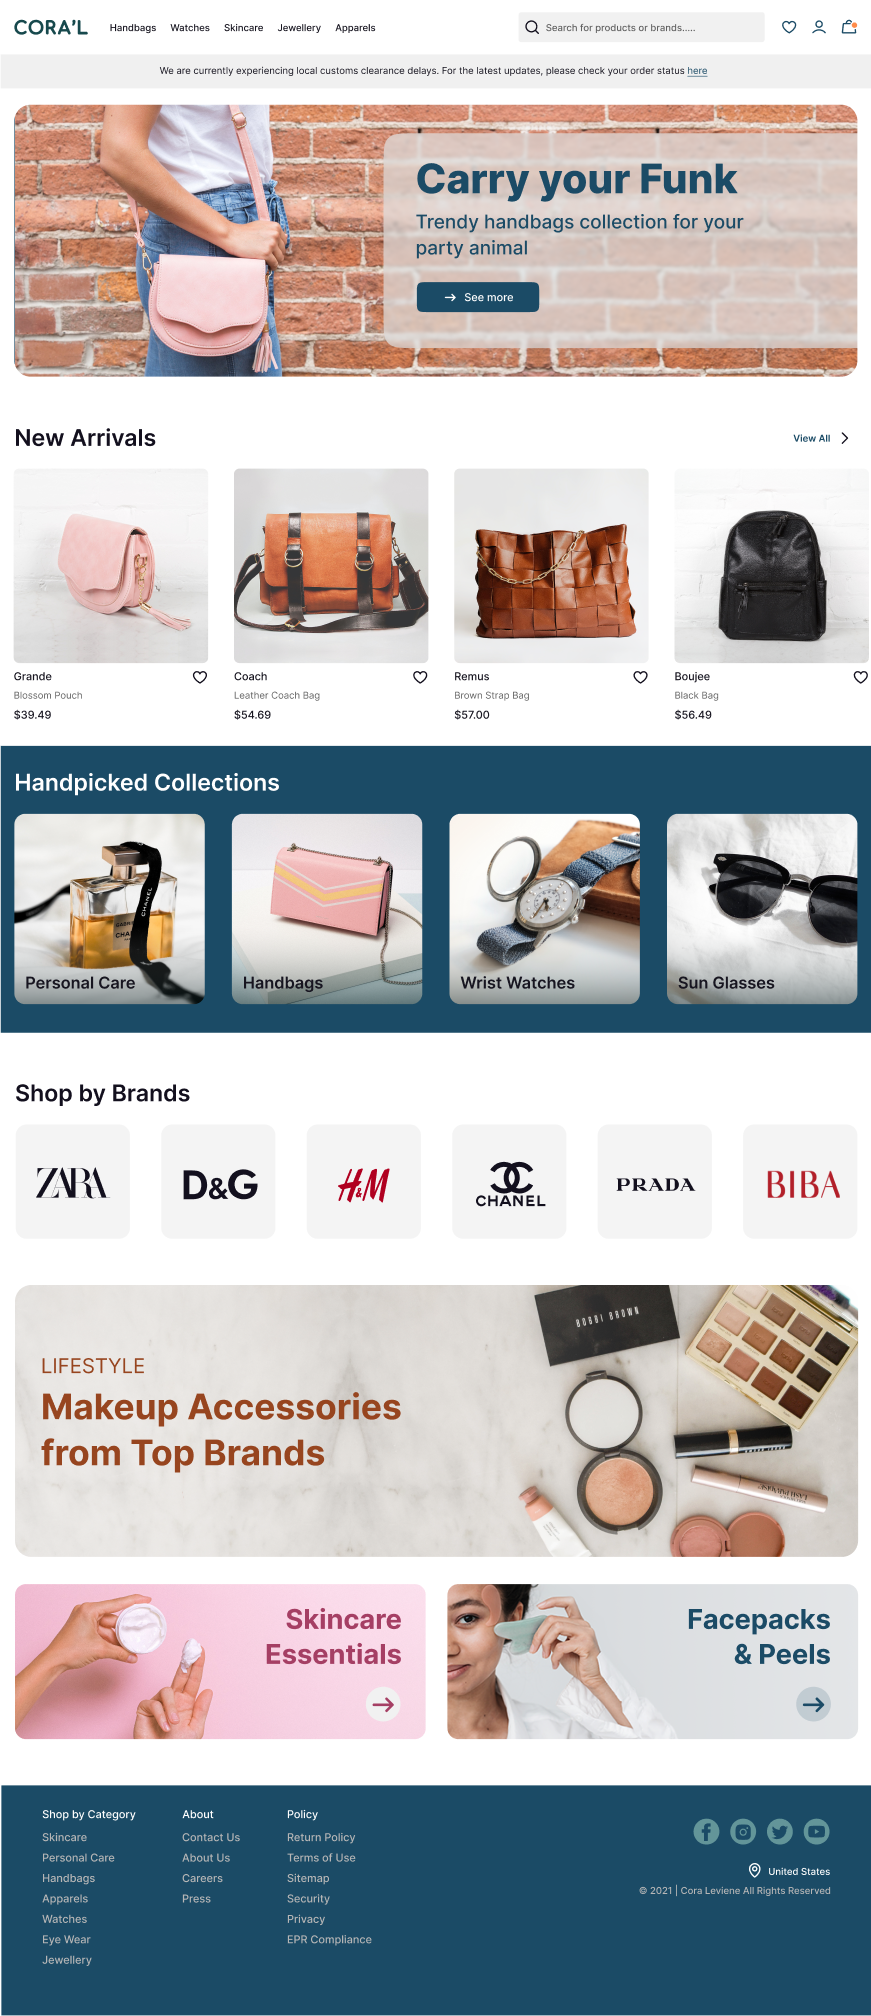 CORA'L
Handbags Watches Skincare Jewellery Apparels
Search for products or brands.....
We are currently experiencing local customs clearance delays. For the latest updates, please check your order status here
Carry your Funk
Trendy handbags collection for your
party animal
See more
New Arrivals
View All
Grande
Blossom Pouch
$39.49
Coach
Leather Coach Bag
$54.69
Remus
Brown Strap Bag
$57.00
Boujee
Black Bag
$56.49
Handpicked Collections
CHANEL
Personal Care
Handbags
Wrist Watches
Sun Glasses
Shop by Brands
ZARA
D&G
H&M
CHANEL
PRADA
BIBA
BOBBI BROWN
LIFESTYLE
Makeup Accessories
from Top Brands
Skincare
Essentials
Facepacks
& Peels
Shop by Category
Skincare
Personal Care
Handbags
Apparels
Watches
Eye Wear
Jewellery
About
Contact Us
About Us
Careers
Press
Policy
Return Policy
Terms of Use
Sitemap
Security
Privacy
EPR Compliance
United States
© 2021 | Cora Leviene All Rights Reserved